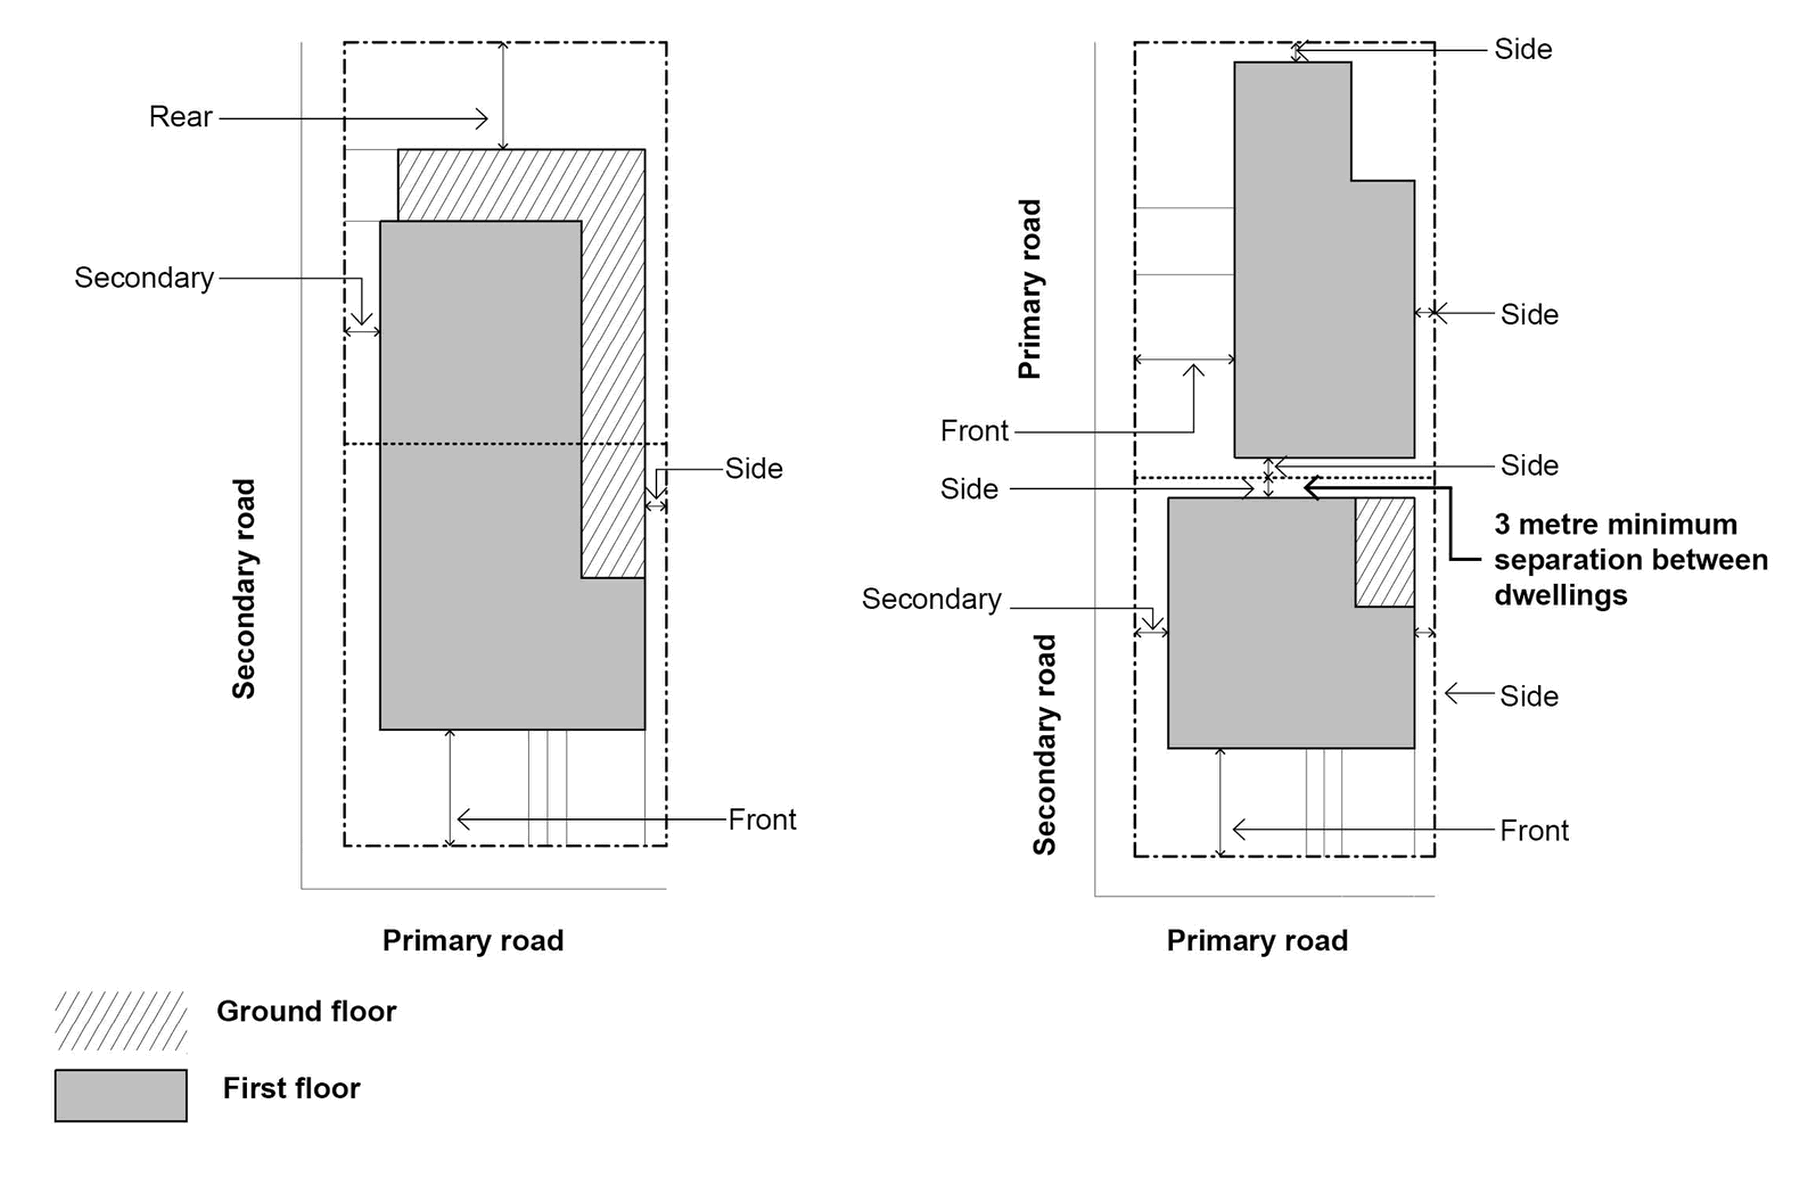 Rear
Secondary
Side
Secondary road
Front
Primary road
Side
Primary road
Side
Front
Side
Side
3 metre minimum
separation between
dwellings
Secondary
Secondary road
Side
Front
Primary road
Ground floor
First floor